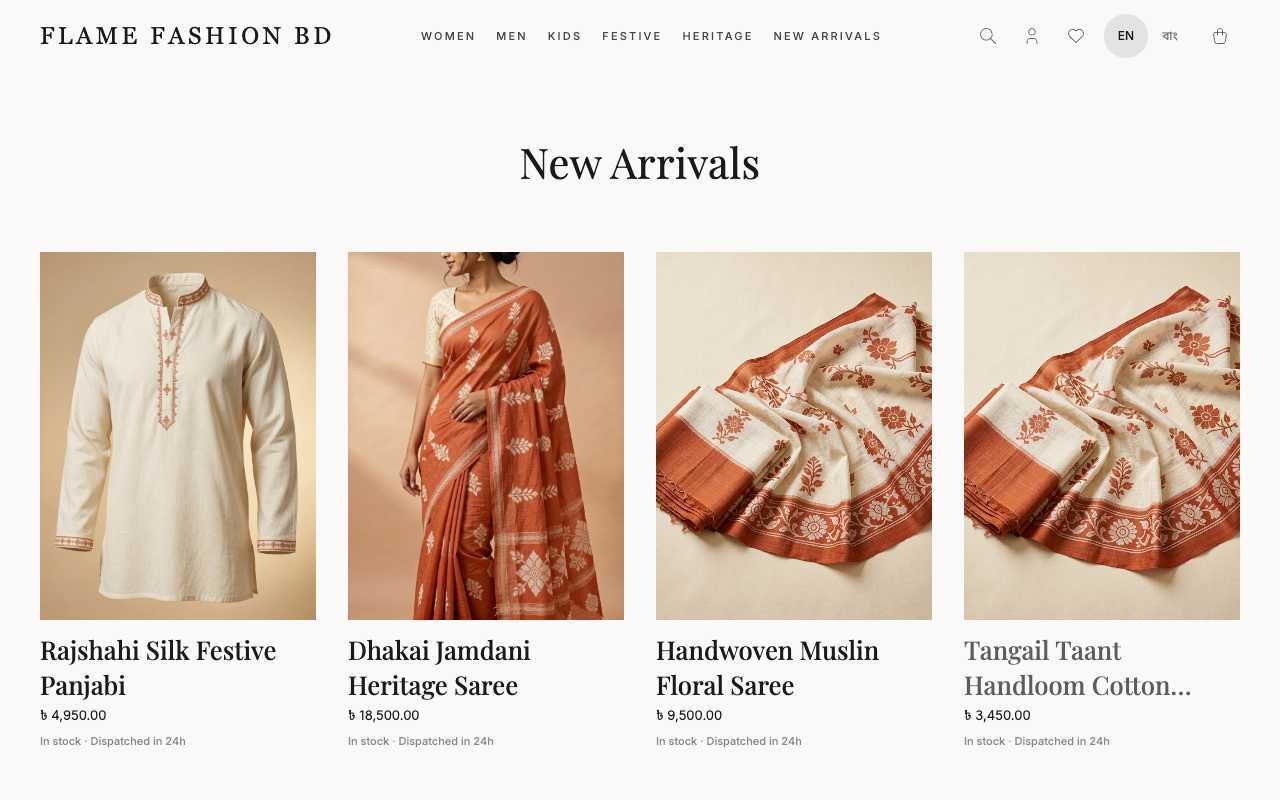 FLAME FASHION BD
WOMEN MEN KIDS FESTIVE HERITAGE NEW ARRIVALS
EN বাং
New Arrivals
Rajshahi Silk Festive
Panjabi
৳ 4,950.00
In stock · Dispatched in 24h
Dhakai Jamdani
Heritage Saree
৳ 18,500.00
In stock · Dispatched in 24h
Handwoven Muslin
Floral Saree
৳ 9,500.00
In stock · Dispatched in 24h
Tangail Taant
Handloom Cotton...
৳ 3,450.00
In stock · Dispatched in 24h